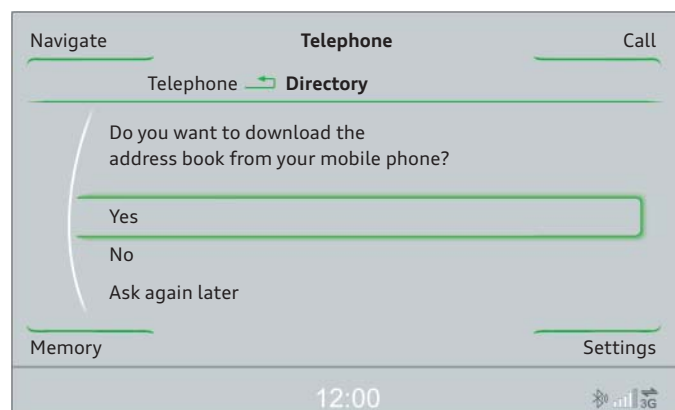 Navigate Telephone Call
Telephone Directory
Do you want to download the
address book from your mobile phone?
Yes
No
Ask again later
Memory Settings
12:00 3G